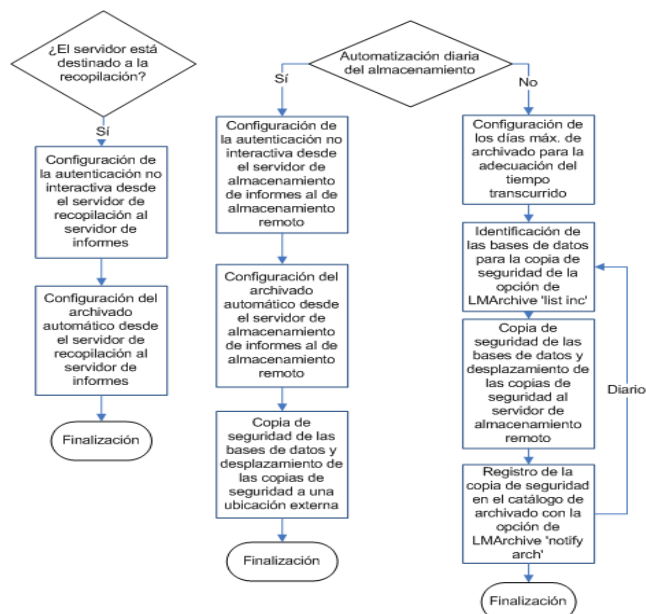 ¿El servidor está
destinado a la
recopilación?
Sí
Configuración de
la autenticación no
interactiva desde
el servidor de
recopilación al
servidor de
informes
Configuración del
archivado
automático desde
el servidor de
recopilación al
servidor de
informes
Finalización
Automatización diaria
del almacenamiento
Sí
No
Configuración de
la autenticación no
interactiva desde
el servidor de
almacenamiento
de informes al de
almacenamiento
remoto
Configuración del
archivado
automático desde
el servidor de
almacenamiento
de informes al de
almacenamiento
remoto
Copia de
seguridad de las
bases de datos y
desplazamiento de
las copias de
seguridad a una
ubicación externa
Finalización
Configuración de
los días máx. de
archivado para la
adecuación del
tiempo
transcurrido
Identificación de
las bases de datos
para la copia de
seguridad de la
opción de
LMArchive 'list inc'
Copia de
seguridad de las
bases de datos y
desplazamiento de
las copias de
seguridad al
servidor de
almacenamiento
remoto
Diario
Registro de la
copia de seguridad
en el catálogo de
archivado con la
opción de
LMArchive 'notify
arch'
Finalización